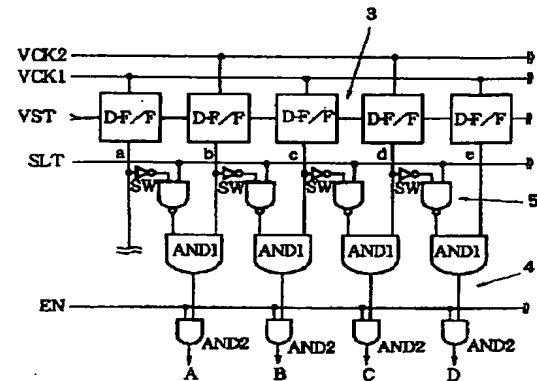 3
VCK2
VCK1
VST D-F/F D-F/F D-F/F D-F/F D-F/F
a b c d e
SLT
SW SW SW SW 5
AND1 AND1 AND1 AND1
4
EN
AND2 AND2 AND2 AND2
A B C D